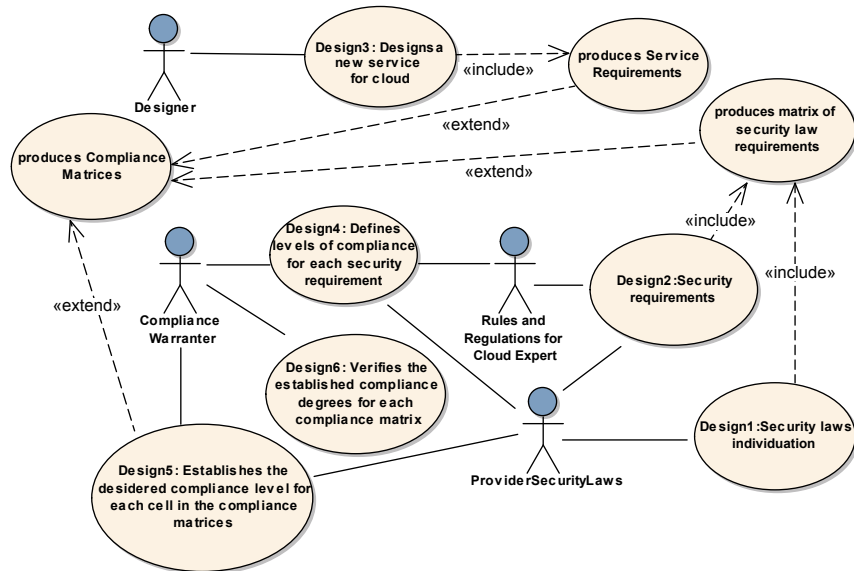 Design3: Designsa
a new service
for cloud
«include»
produces Service
Requirements
Designer
«extend»
produces matrix of
security law
requirements
produces Compliance
Matrices
«extend»
Design4: Defines
levels of compliance
for each security
requirement
«include»
«include»
Design2:Security
requirements
«extend»
Compliance
Warranter
Rules and
Regulations for
Cloud Expert
Design6: Verifies the
established compliance
degrees for each
compliance matrix
Design1:Security laws
individuation
Design5: Establishes the
desidered compliance level for
each cell in the compliance
matrices
ProviderSecurityLaws